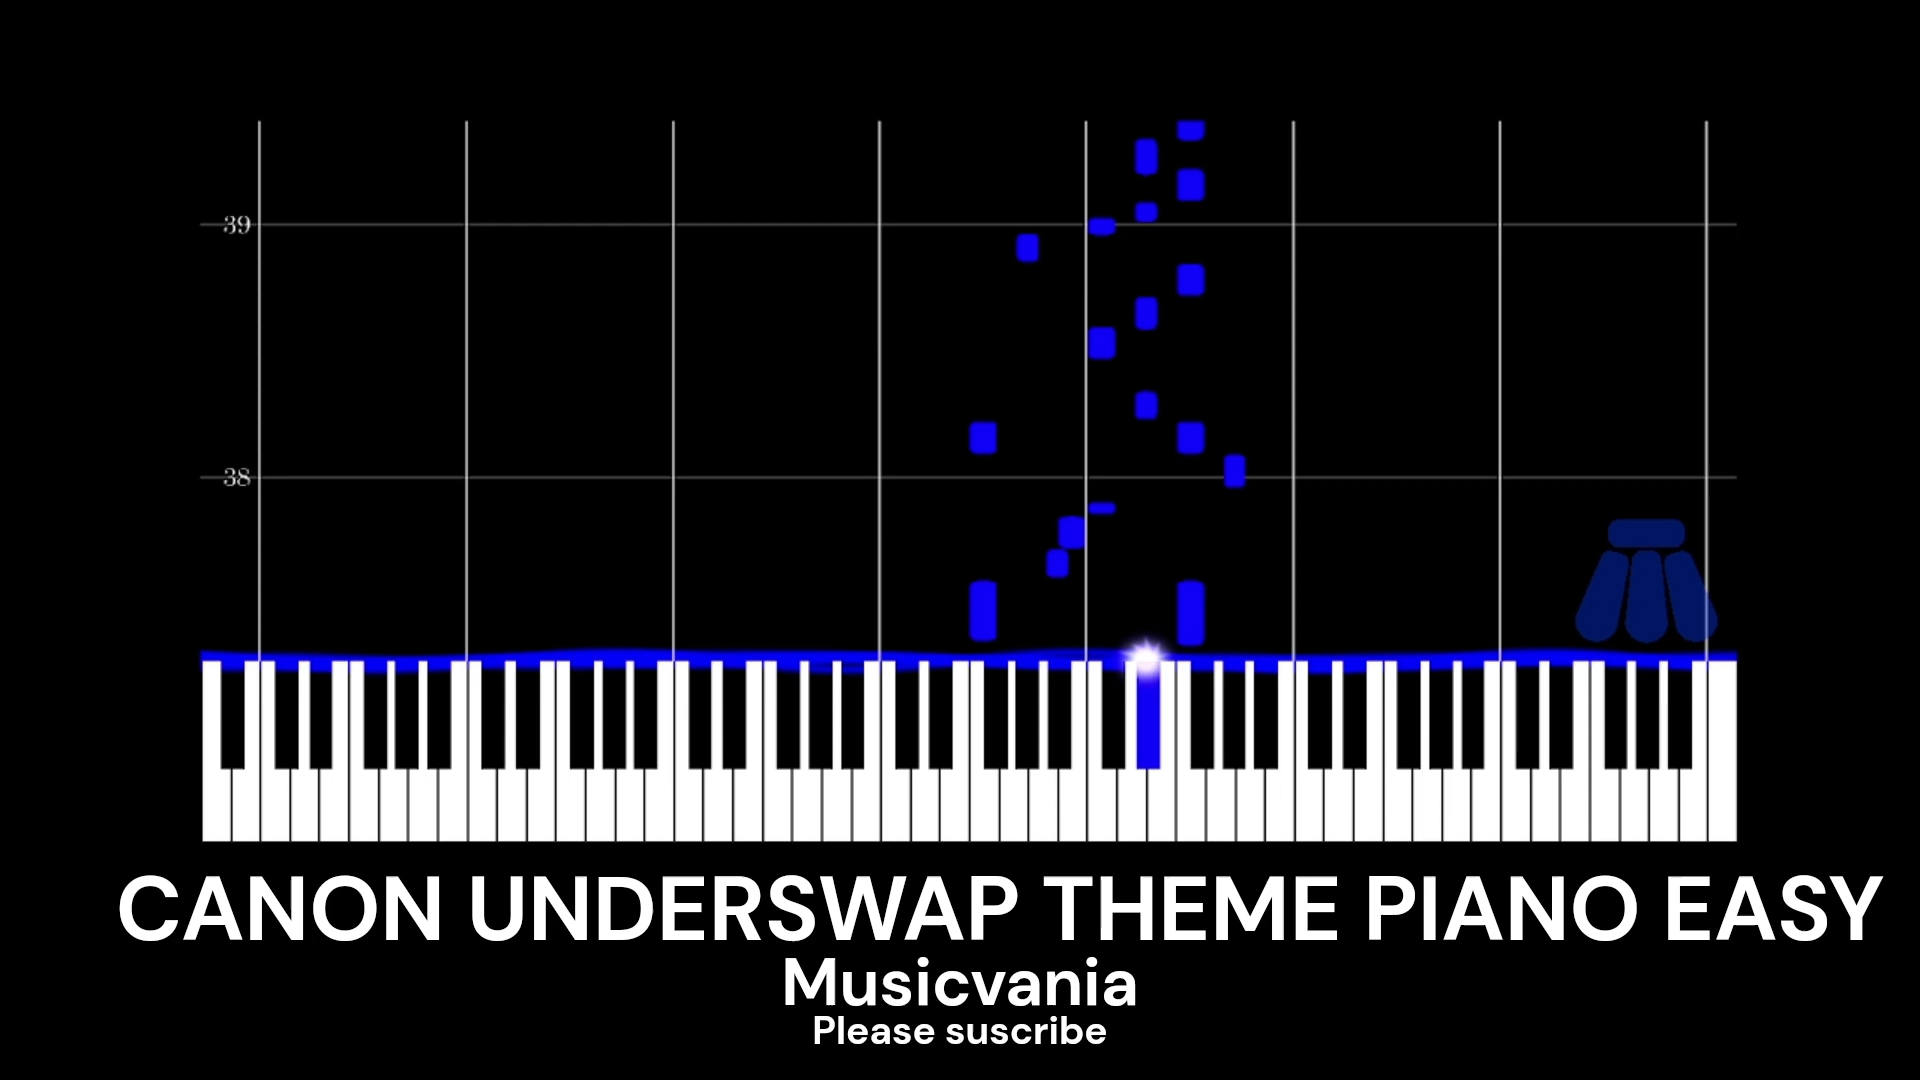 39
38
CANON UNDERSWAP THEME PIANO EASY
Musicvania
Please suscribe